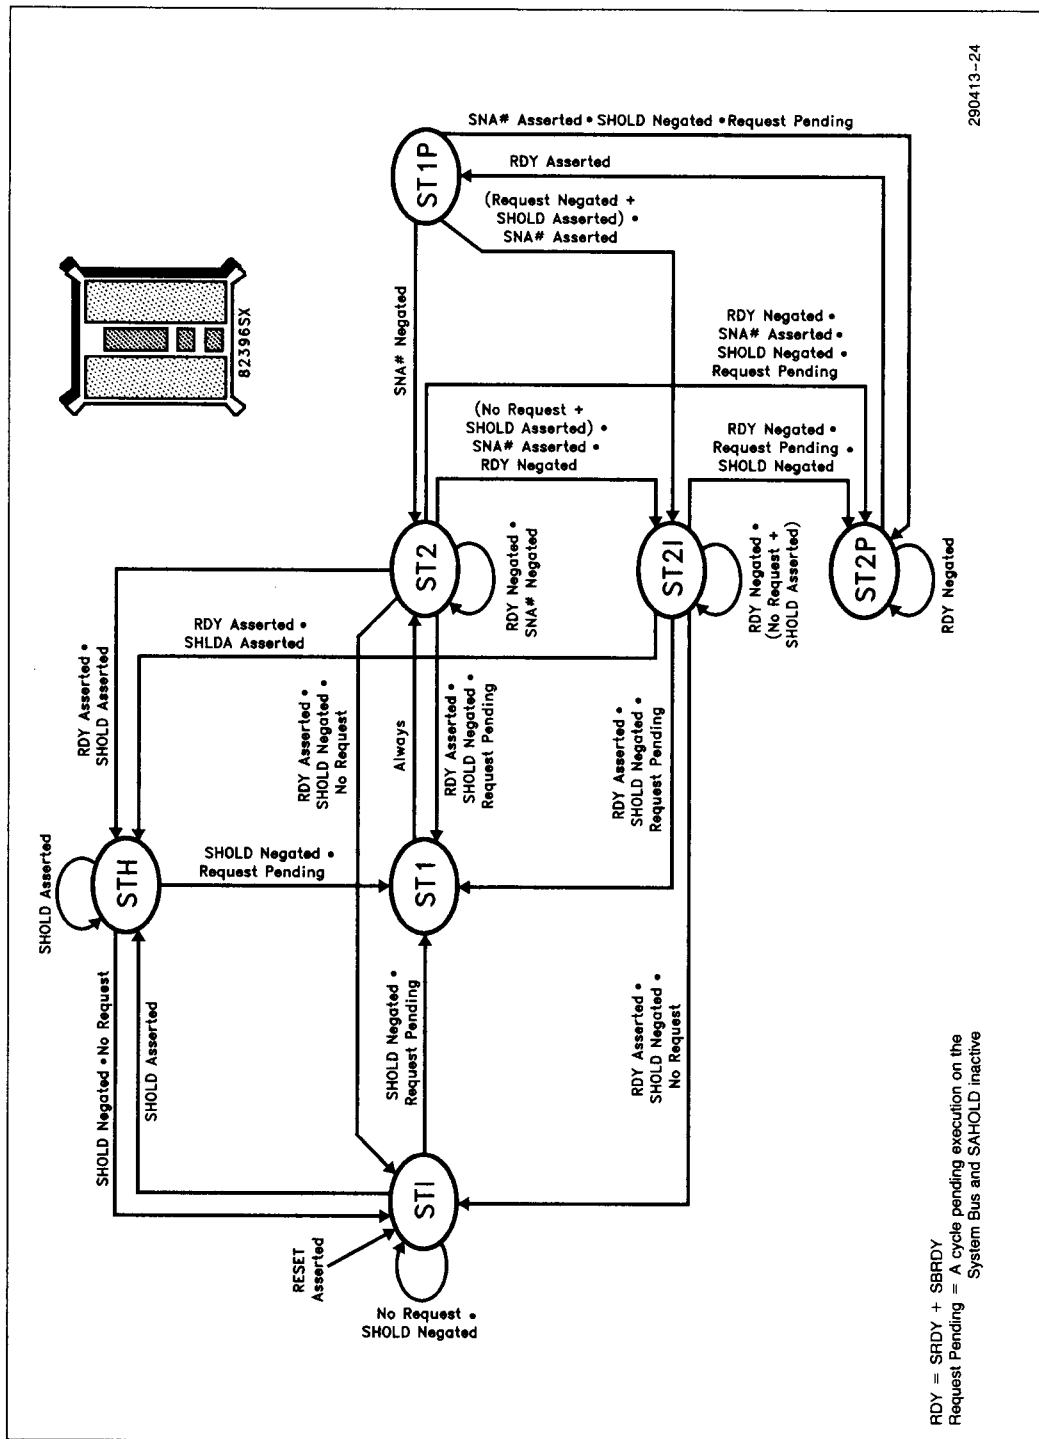 290413-24
SNA# Asserted • SHOLD Negated • Request Pending
ST1P
RDY Asserted
(Request Negated +
SHOLD Asserted) •
SNA# Asserted
82396SX
SNA# Negated
RDY Negated •
SNA# Asserted •
SHOLD Negated •
Request Pending
(No Request +
SHOLD Asserted) •
SNA# Asserted •
RDY Negated
RDY Negated •
Request Pending •
SHOLD Negated
ST2
RDY Negated •
SNA# Negated
ST2I
RDY Negated •
(No Request +
SHOLD Asserted)
ST2P
RDY Negated
RDY Asserted •
SHOLD Asserted
RDY Asserted •
SHLDA Asserted
RDY Asserted •
SHOLD Negated •
No Request
Always
RDY Asserted •
SHOLD Negated •
Request Pending
RDY Asserted •
SHOLD Negated •
Request Pending
SHOLD Asserted
STH
SHOLD Negated •
Request Pending
ST1
SHOLD Negated • No Request
SHOLD Asserted
SHOLD Negated •
Request Pending
RDY Asserted •
SHOLD Negated •
No Request
STI
RESET
Asserted
No Request •
SHOLD Negated
RDY = SRDY + SBRDY
Request Pending = A cycle pending execution on the
System Bus and SAHOLD inactive